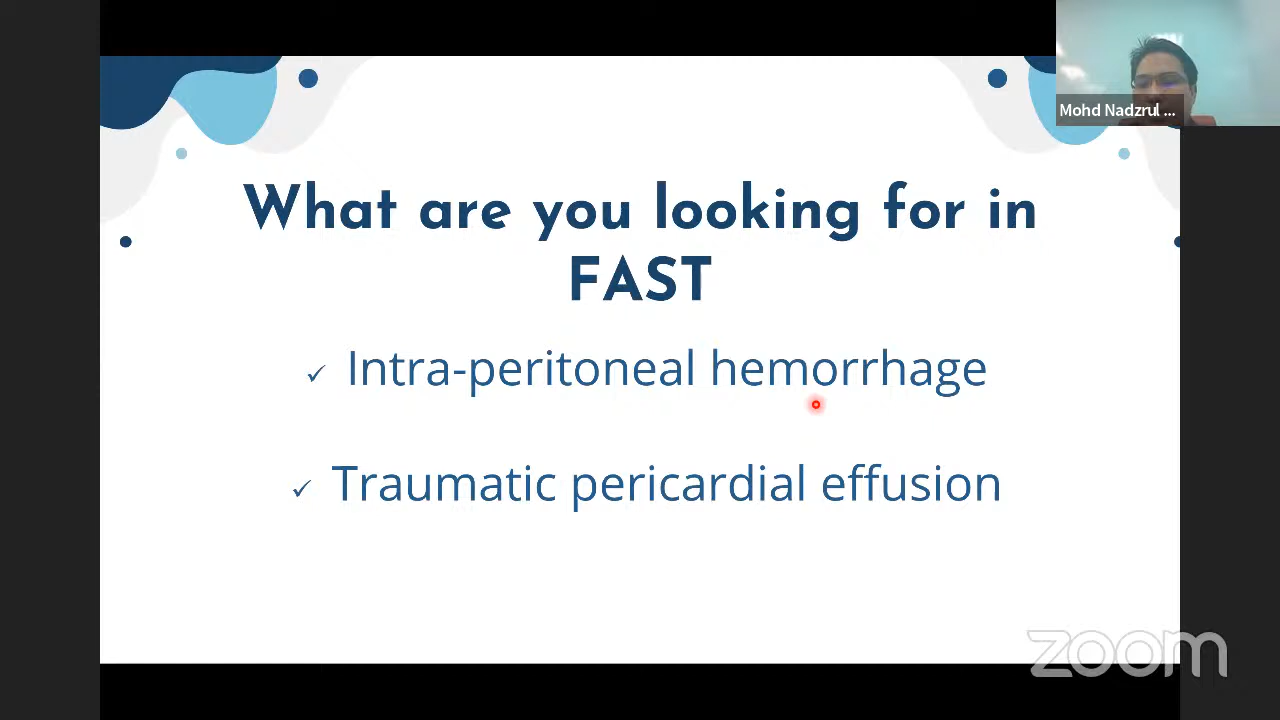 Mohd Nadzrul ...
What are you looking for in
FAST
✓ Intra-peritoneal hemorrhage
✓ Traumatic pericardial effusion
zoom